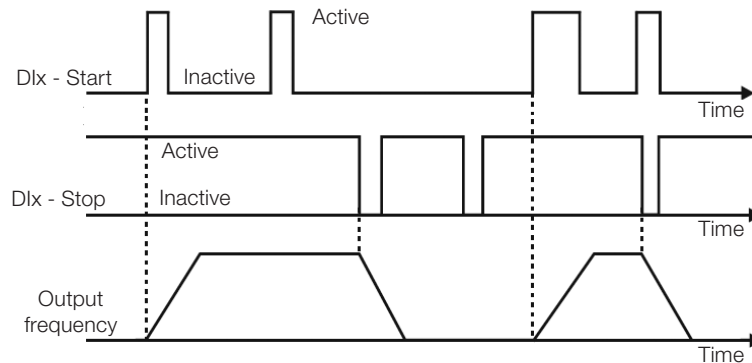 Active
DIx - Start
Inactive
Time
Active
DIx - Stop
Inactive
Time
Output
frequency
Time